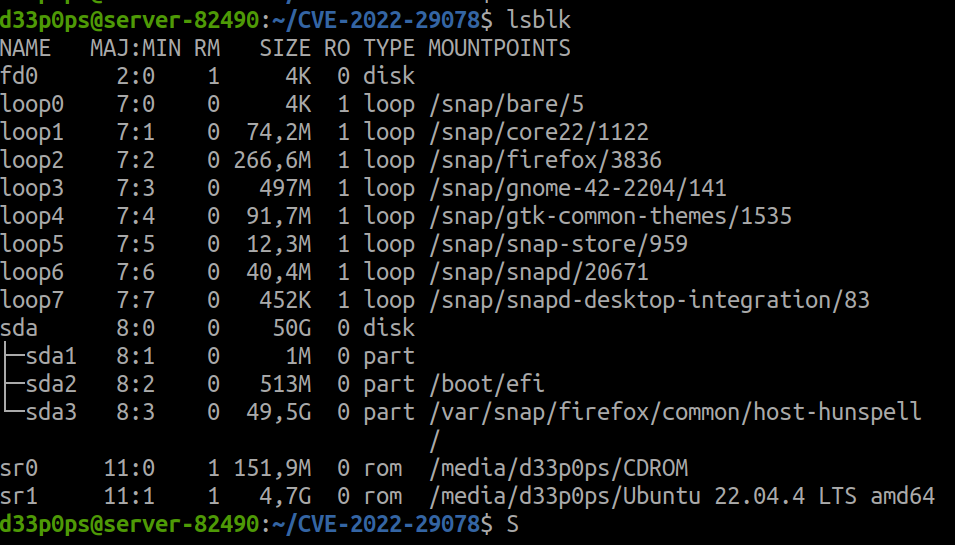 d33p0ps@server-82490:~/CVE-2022-29078$ lsblk
NAME   MAJ:MIN RM   SIZE RO TYPE MOUNTPOINTS
fd0      2:0    1     4K  0 disk
loop0    7:0    0     4K  1 loop /snap/bare/5
loop1    7:1    0  74,2M  1 loop /snap/core22/1122
loop2    7:2    0 266,6M  1 loop /snap/firefox/3836
loop3    7:3    0   497M  1 loop /snap/gnome-42-2204/141
loop4    7:4    0  91,7M  1 loop /snap/gtk-common-themes/1535
loop5    7:5    0  12,3M  1 loop /snap/snap-store/959
loop6    7:6    0  40,4M  1 loop /snap/snapd/20671
loop7    7:7    0   452K  1 loop /snap/snapd-desktop-integration/83
sda      8:0    0    50G  0 disk
├─sda1   8:1    0     1M  0 part
├─sda2   8:2    0   513M  0 part /boot/efi
└─sda3   8:3    0  49,5G  0 part /var/snap/firefox/common/host-hunspell
                                 /
sr0     11:0    1 151,9M  0 rom  /media/d33p0ps/CDROM
sr1     11:1    1   4,7G  0 rom  /media/d33p0ps/Ubuntu 22.04.4 LTS amd64
d33p0ps@server-82490:~/CVE-2022-29078$ S